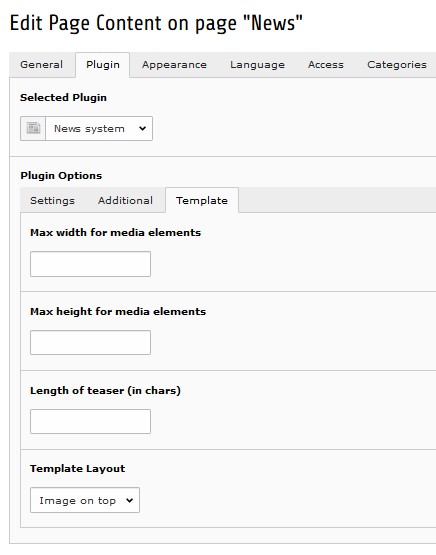 Edit Page Content on page "News"
General Plugin Appearance Language Access Categories
Selected Plugin
News system
Plugin Options
Settings Additional Template
Max width for media elements
Max height for media elements
Length of teaser (in chars)
Template Layout
Image on top